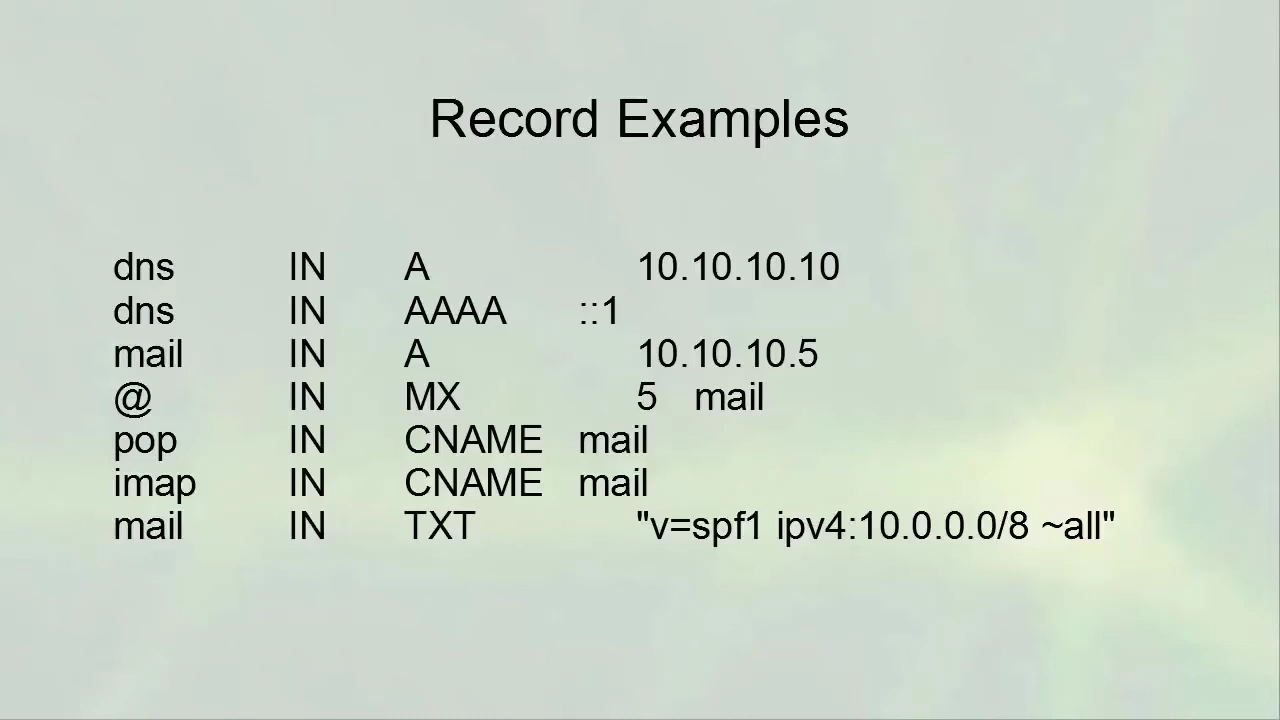 Record Examples
dns IN A 10.10.10.10
dns IN AAAA ::1
mail IN A 10.10.10.5
@ IN MX 5 mail
pop IN CNAME mail
imap IN CNAME mail
mail IN TXT "v=spf1 ipv4:10.0.0.0/8 ~all"